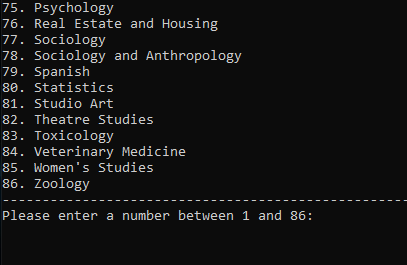 75. Psychology
76. Real Estate and Housing
77. Sociology
78. Sociology and Anthropology
79. Spanish
80. Statistics
81. Studio Art
82. Theatre Studies
83. Toxicology
84. Veterinary Medicine
85. Women's Studies
86. Zoology
---------------------------------------------------
Please enter a number between 1 and 86: